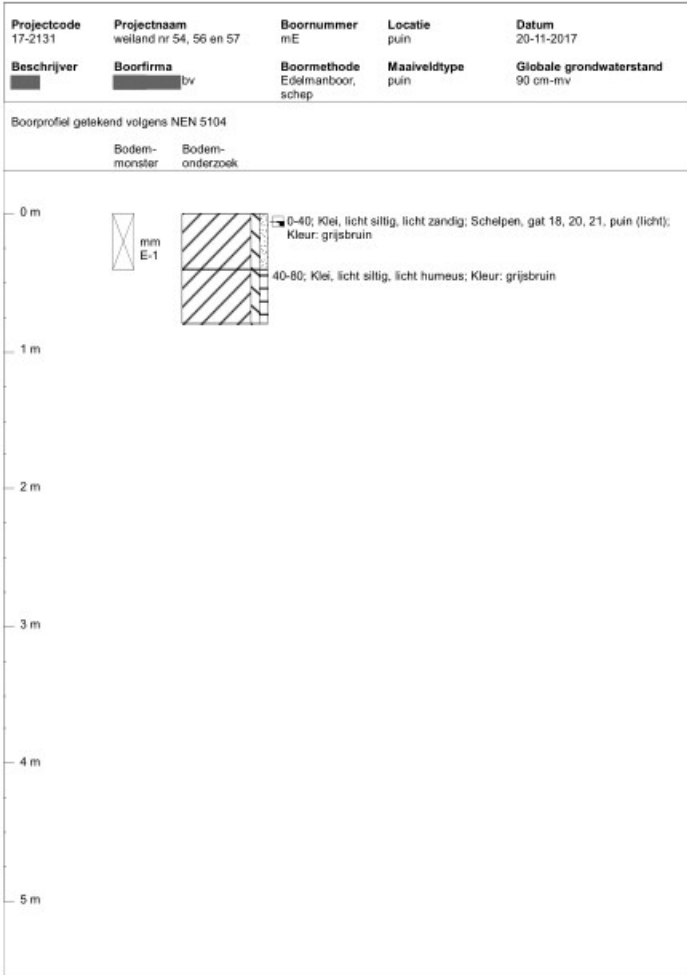 Projectcode Projectnaam Boornummer Locatie Datum
17-2131 weiland nr 54, 56 en 57 mE puin 20-11-2017
Beschrijver Boorfirma Boormethode Maaiveldtype Globale grondwaterstand
bv Edelmanboor, puin 90 cm-mv
schep
Boorprofiel getekend volgens NEN 5104
Bodem- Bodem-
monster onderzoek
0 m
0-40; Klei, licht siltig, licht zandig; Schelpen, gat 18, 20, 21, puin (licht);
Kleur: grijsbruin
mm
E-1
40-80; Klei, licht siltig, licht humeus; Kleur: grijsbruin
1 m
2 m
3 m
4 m
5 m